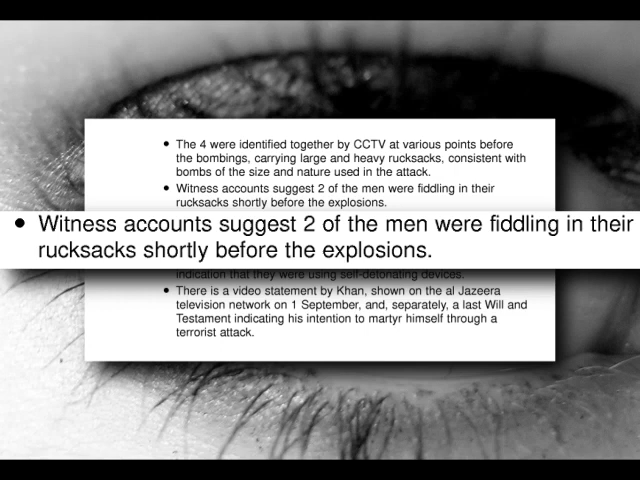 The 4 were identified together by CCTV at various points before
the bombings, carrying large and heavy rucksacks, consistent with
bombs of the size and nature used in the attack.
Witness accounts suggest 2 of the men were fiddling in their
rucksacks shortly before the explosions.
Witness accounts suggest 2 of the men were fiddling in their
rucksacks shortly before the explosions.
indication that they were using self-detonating devices.
There is a video statement by Khan, shown on the al Jazeera
television network on 1 September, and, separately, a last Will and
Testament indicating his intention to martyr himself through a
terrorist attack.